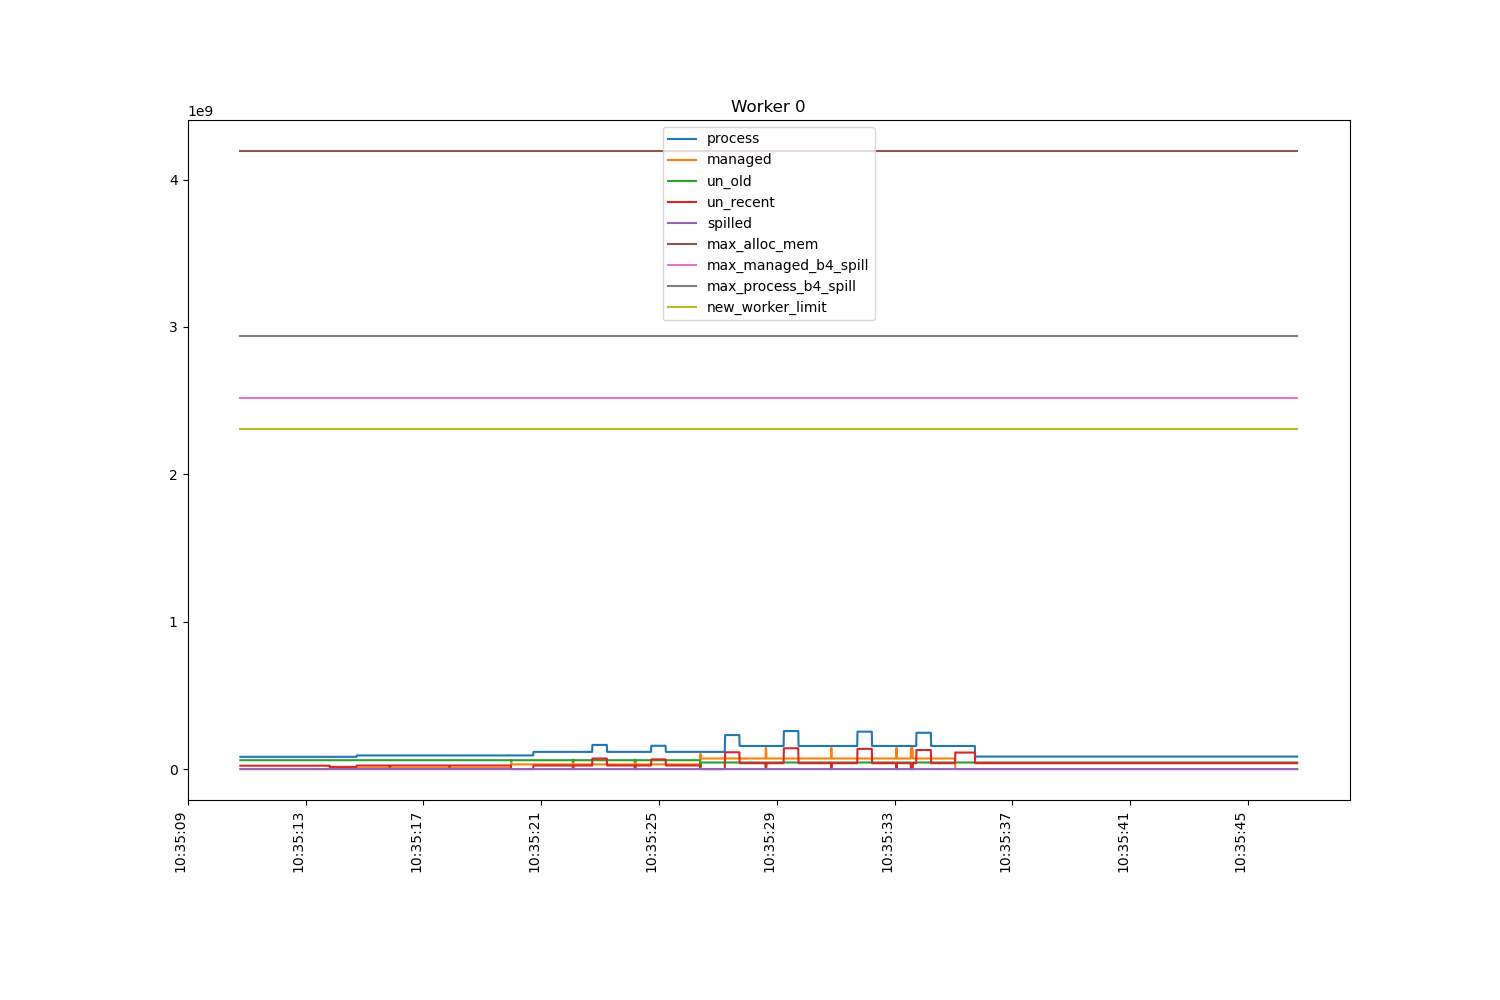 Worker 0
1e9
process
managed
un_old
un_recent
spilled
max_alloc_mem
max_managed_b4_spill
max_process_b4_spill
new_worker_limit
4
3
2
1
0
10:35:09
10:35:13
10:35:17
10:35:21
10:35:25
10:35:29
10:35:33
10:35:37
10:35:41
10:35:45